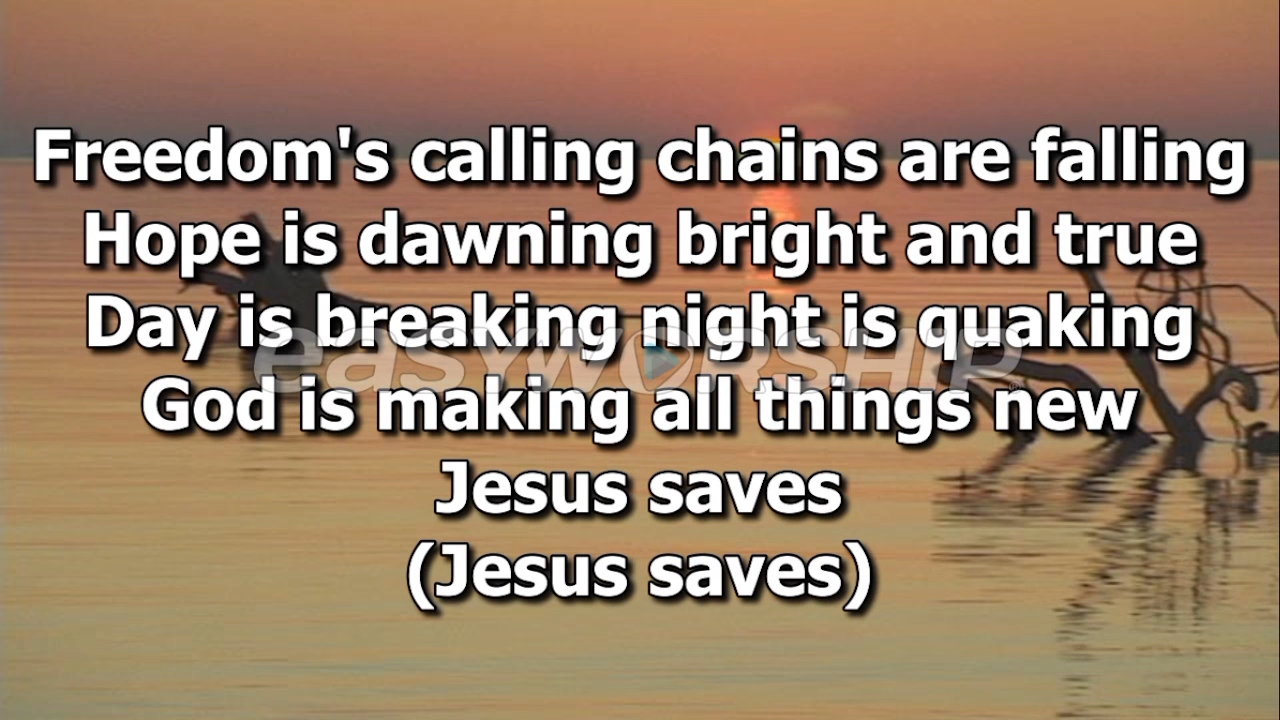 Freedom's calling chains are falling
Hope is dawning bright and true
Day is breaking night is quaking
easyworship
God is making all things new
Jesus saves
(Jesus saves)